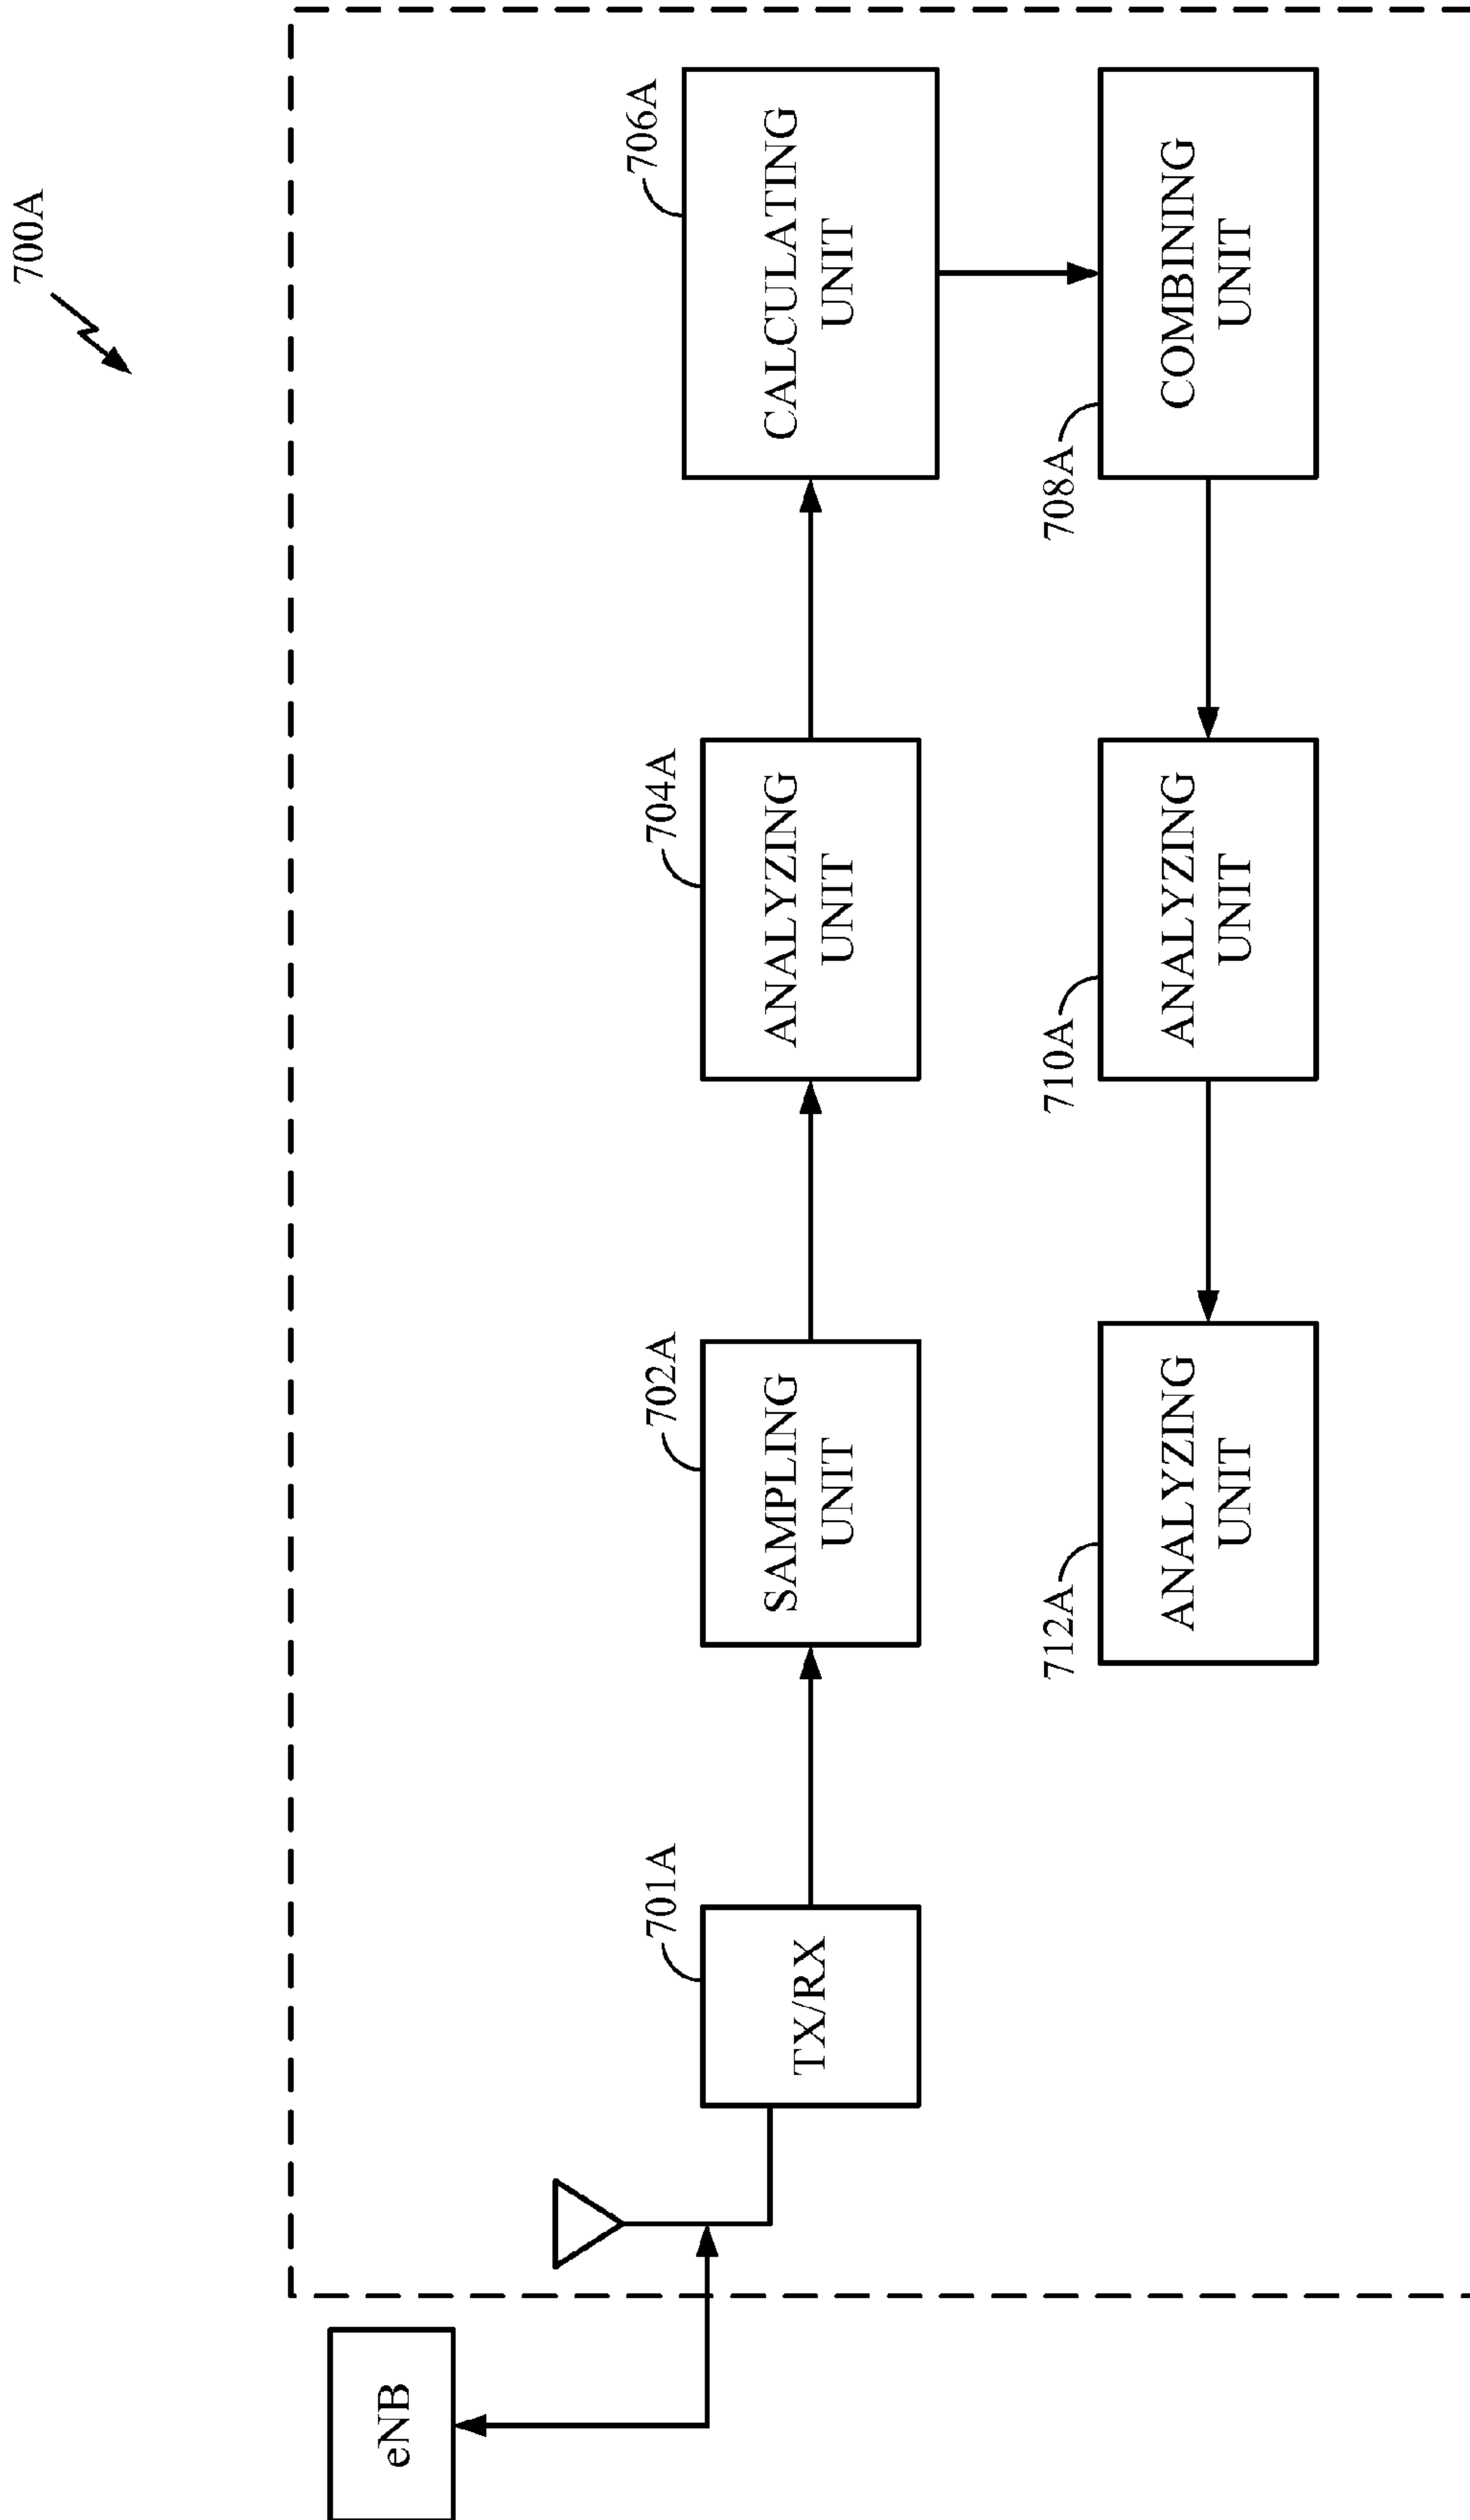 700A
eNB
701A
TX/RX
702A
SAMPLING
UNIT
704A
ANALYZING
UNIT
706A
CALCULATING
UNIT
712A
ANALYZING
UNIT
710A
ANALYZING
UNIT
708A
COMBINING
UNIT